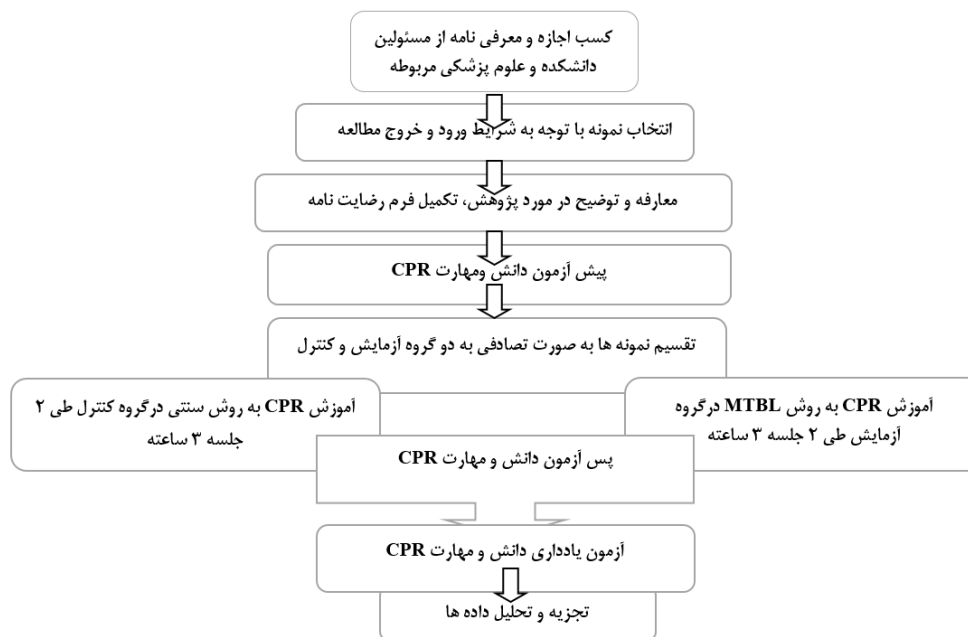 کسب اجازه و معرفی نامه از مسئولین
دانشکده و علوم پزشکی مربوطه
انتخاب نمونه با توجه به شرایط ورود و خروج مطالعه
معارفه و توضیح در مورد پژوهش، تکمیل فرم رضایت نامه
پیش آزمون دانش ومهارت CPR
تقسیم نمونه ها به صورت تصادفی به دو گروه آزمایش و کنترل
آموزش CPR به روش MTBL درگروه
آزمایش طی ۲ جلسه ۳ ساعته
آموزش CPR به روش سنتی درگروه کنترل طی ۲
جلسه ۳ ساعته
پس آزمون دانش و مهارت CPR
آزمون یادداری دانش و مهارت CPR
تجزیه و تحلیل داده ها